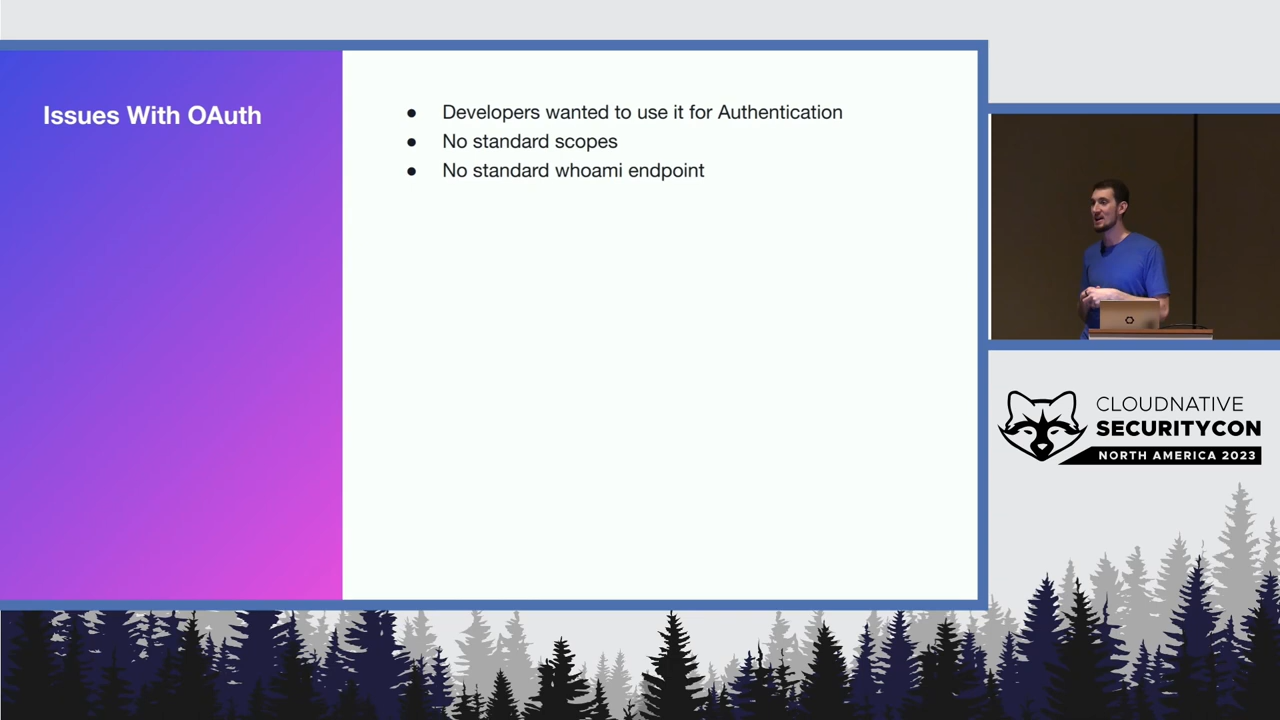 Issues With OAuth
● Developers wanted to use it for Authentication
● No standard scopes
● No standard whoami endpoint
CLOUDNATIVE
SECURITYCON
NORTH AMERICA 2023